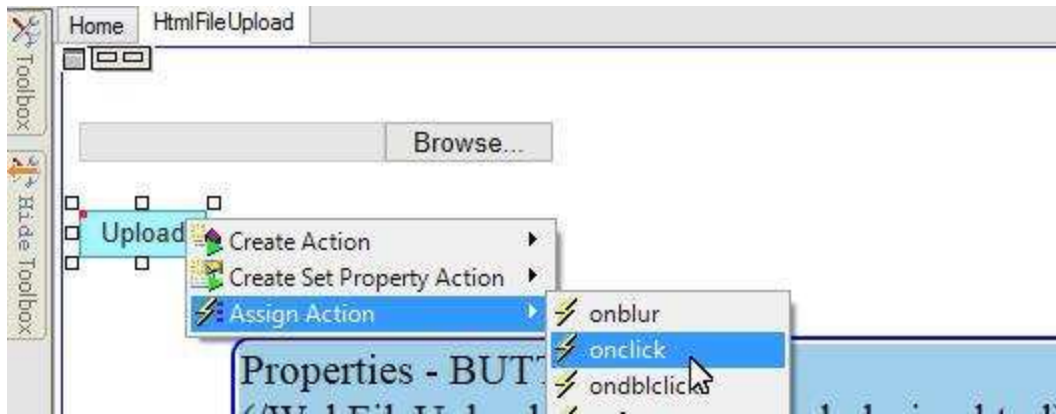 Home HtmlFileUpload
Toolbox
Hide Toolbox
Browse...
Upload
Create Action
Create Set Property Action
Assign Action
onblur
onclick
ondblclick
Properties - BUTT